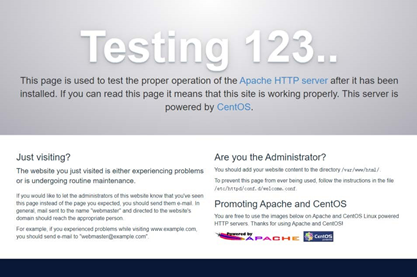 Testing 123..
This page is used to test the proper operation of the Apache HTTP server after it has been
installed. If you can read this page it means that this site is working properly. This server is
powered by CentOS.
Just visiting?
The website you just visited is either experiencing problems
or is undergoing routine maintenance.
If you would like to let the administrators of this website know that you've seen
this page instead of the page you expected, you should send them e-mail. In
general, mail sent to the name "webmaster" and directed to the website's
domain should reach the appropriate person.
For example, if you experienced problems while visiting www.example.com,
you should send e-mail to "webmaster@example.com".
Are you the Administrator?
You should add your website content to the directory /var/www/html/.
To prevent this page from ever being used, follow the instructions in the file
/etc/httpd/conf.d/welcome.conf.
Promoting Apache and CentOS
You are free to use the images below on Apache and CentOS Linux powered
HTTP servers. Thanks for using Apache and CentOS!
Powered by
APACHE
CentOS